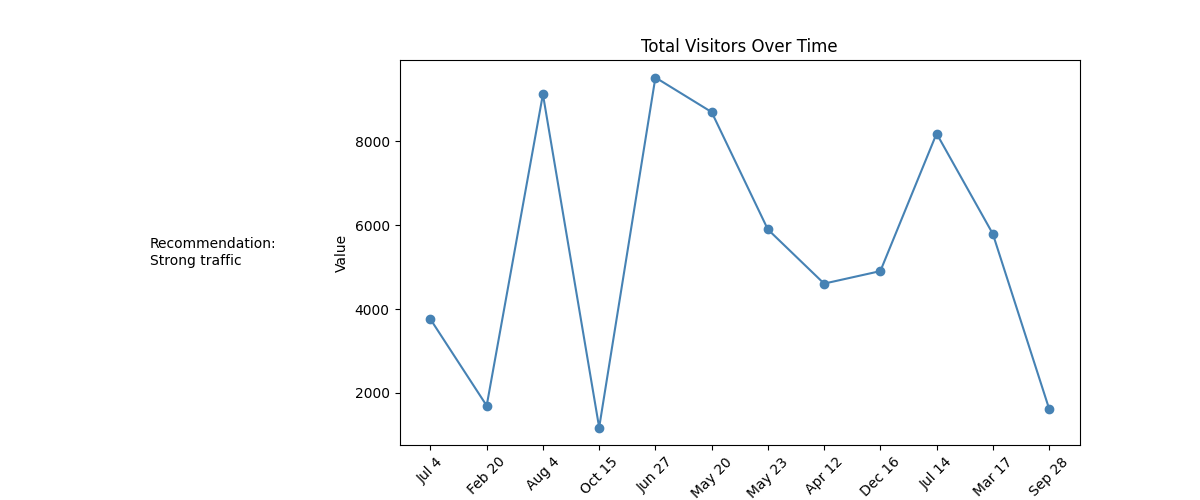 Total Visitors Over Time
Recommendation:
Strong traffic
Value
8000
6000
4000
2000
Jul 4
Feb 20
Aug 4
Oct 15
Jun 27
May 20
May 23
Apr 12
Dec 16
Jul 14
Mar 17
Sep 28